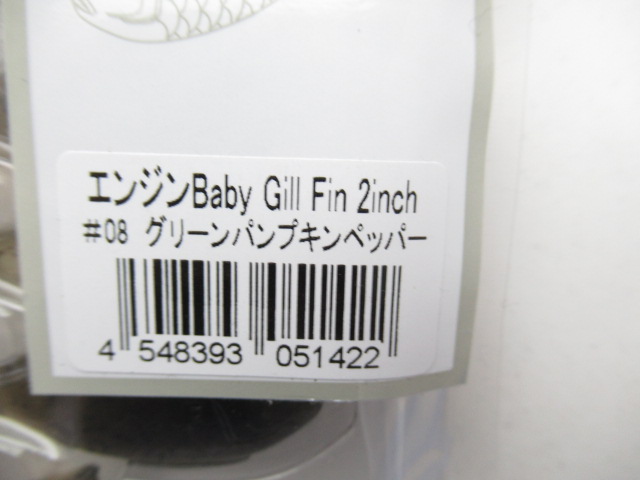 エンジンBaby Gill Fin 2inch
#08 グリーンパンプキンペッパー
4 548393 051422